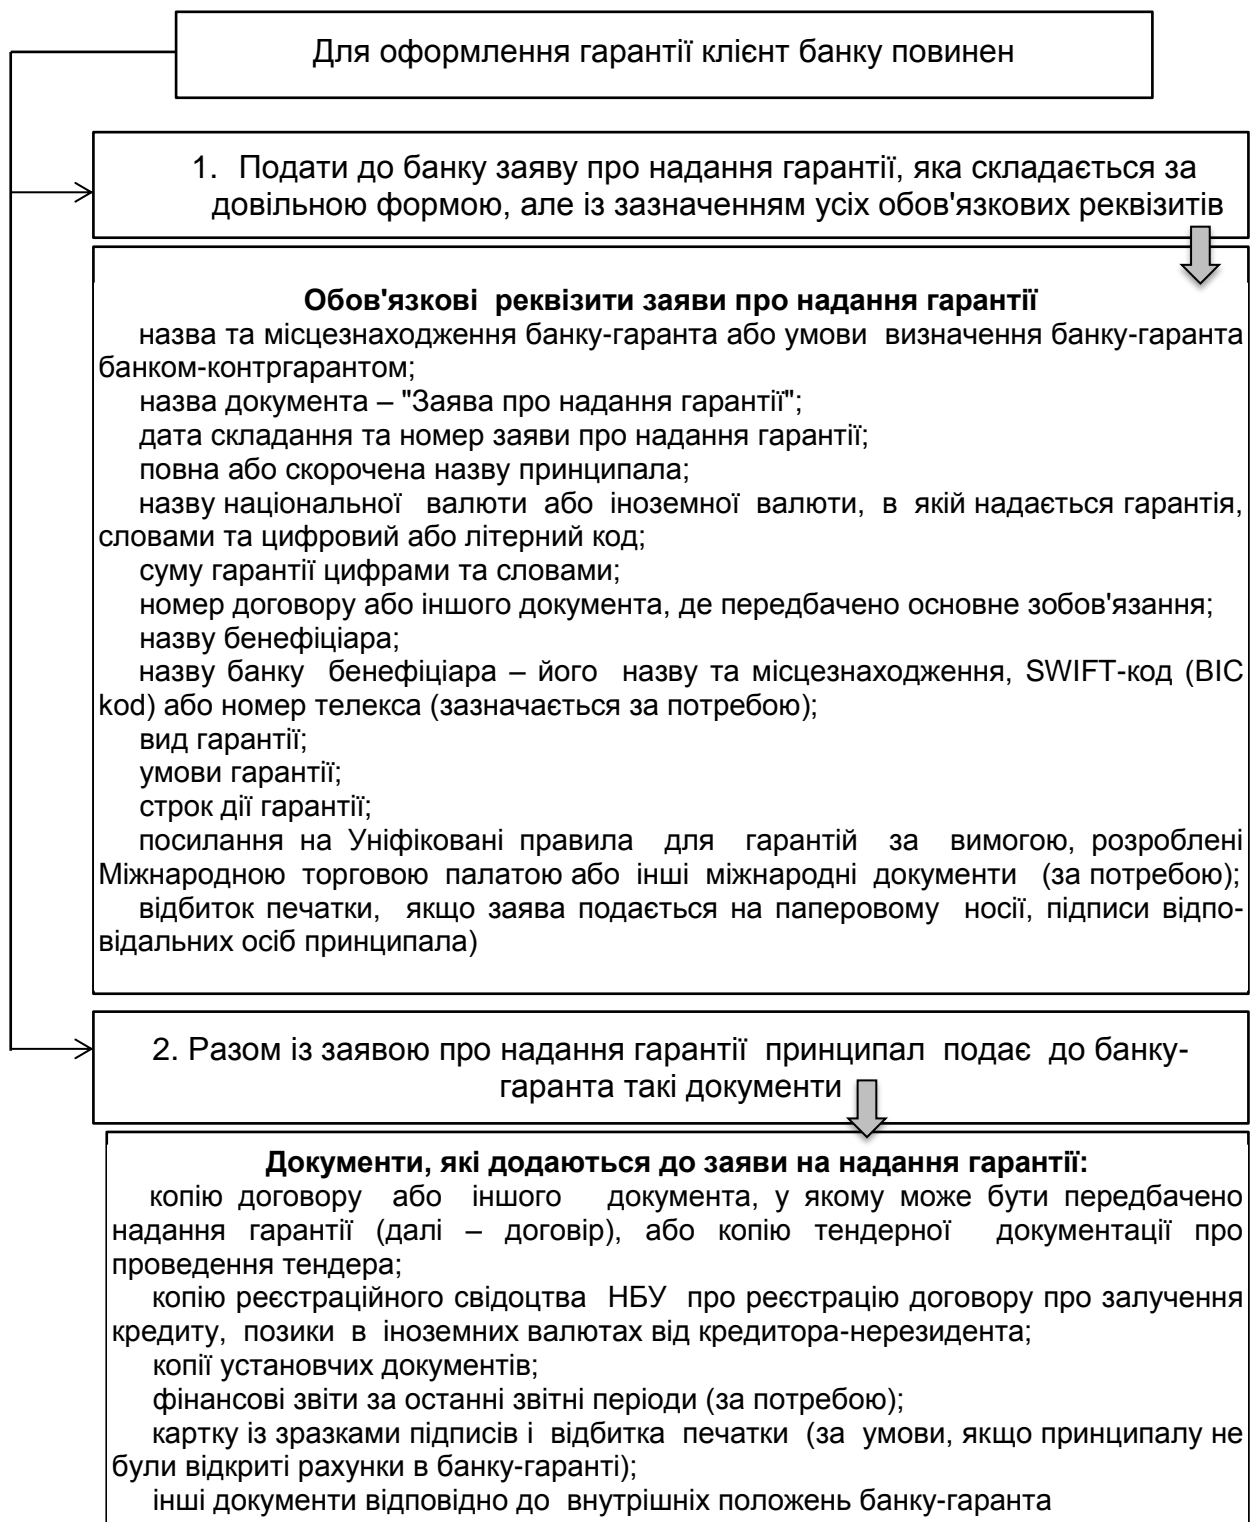 Для оформлення гарантії клієнт банку повинен
1. Подати до банку заяву про надання гарантії, яка складається за
довільною формою, але із зазначенням усіх обов'язкових реквізитів
Обов'язкові реквізити заяви про надання гарантії
назва та місцезнаходження банку-гаранта або умови визначення банку-гаранта
банком-контргарантом;
назва документа – "Заява про надання гарантії";
дата складання та номер заяви про надання гарантії;
повна або скорочена назву принципала;
назву національної валюти або іноземної валюти, в якій надається гарантія,
словами та цифровий або літерний код;
суму гарантії цифрами та словами;
номер договору або іншого документа, де передбачено основне зобов'язання;
назву бенефіціара;
назву банку бенефіціара – його назву та місцезнаходження, SWIFT-код (BIC
kod) або номер телекса (зазначається за потребою);
вид гарантії;
умови гарантії;
строк дії гарантії;
посилання на Уніфіковані правила для гарантій за вимогою, розроблені
Міжнародною торговою палатою або інші міжнародні документи (за потребою);
відбиток печатки, якщо заява подається на паперовому носії, підписи відпо-
відальних осіб принципала)
2. Разом із заявою про надання гарантії принципал подає до банку-
гаранта такі документи
Документи, які додаються до заяви на надання гарантії:
копію договору або іншого документа, у якому може бути передбачено
надання гарантії (далі – договір), або копію тендерної документації про
проведення тендера;
копію реєстраційного свідоцтва НБУ про реєстрацію договору про залучення
кредиту, позики в іноземних валютах від кредитора-нерезидента;
копії установчих документів;
фінансові звіти за останні звітні періоди (за потребою);
картку із зразками підписів і відбитка печатки (за умови, якщо принципалу не
були відкриті рахунки в банку-гаранті);
інші документи відповідно до внутрішніх положень банку-гаранта